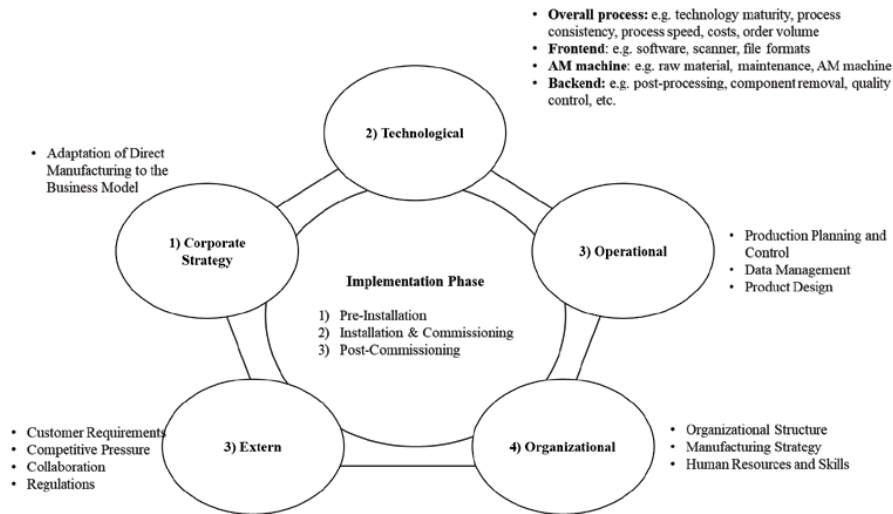 • Overall process: e.g. technology maturity, process
consistency, process speed, costs, order volume
• Frontend: e.g. software, scanner, file formats
• AM machine: e.g. raw material, maintenance, AM machine
• Backend: e.g. post-processing, component removal, quality
control, etc.
2) Technological
• Adaptation of Direct
Manufacturing to the
Business Model
1) Corporate
Strategy
3) Operational
• Production Planning and
Control
• Data Management
• Product Design
Implementation Phase
1) Pre-Installation
2) Installation & Commissioning
3) Post-Commissioning
• Customer Requirements
• Competitive Pressure
• Collaboration
• Regulations
3) Extern
4) Organizational
• Organizational Structure
• Manufacturing Strategy
• Human Resources and Skills